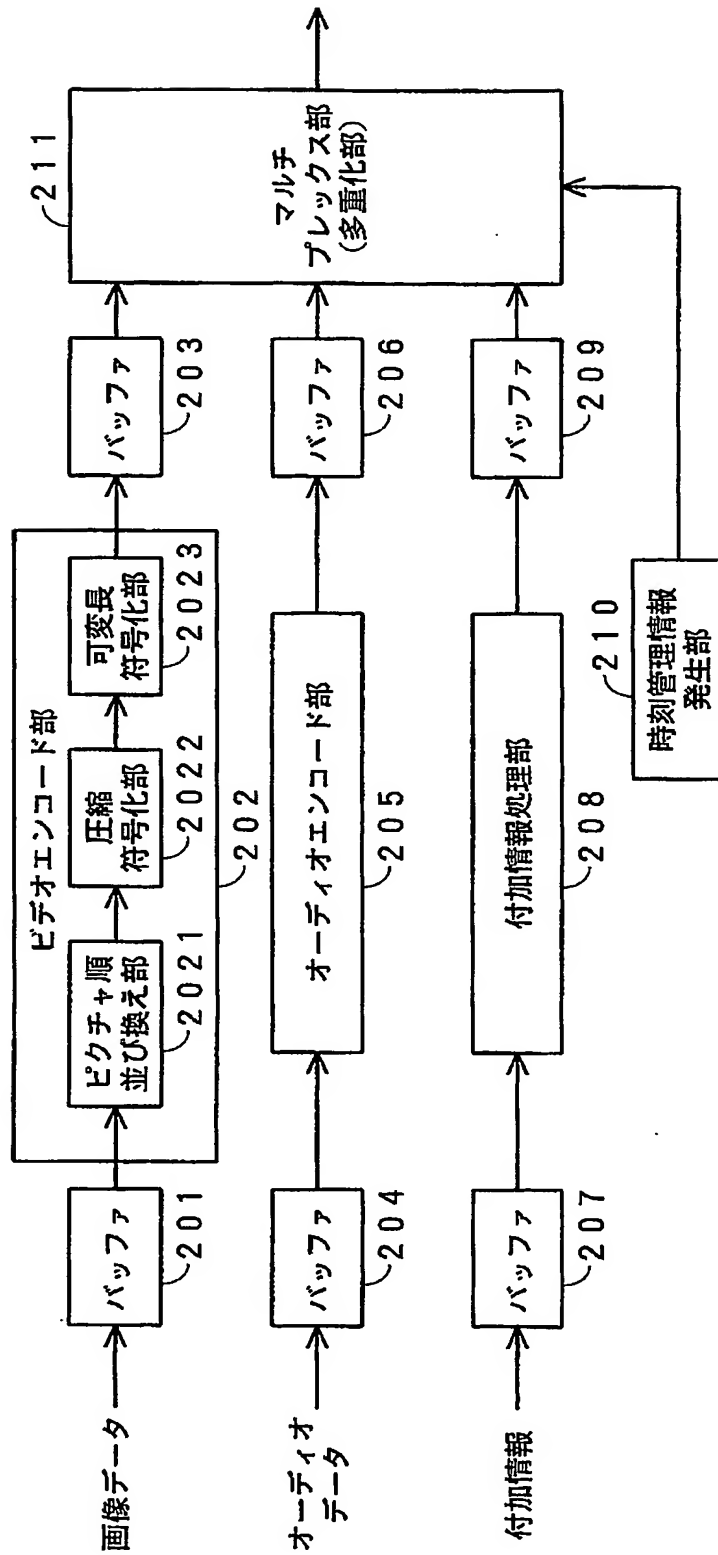 画像データ
バッファ
201
ビデオエンコード部
ピクチャ順
並び換え部
2021
圧縮
符号化部
2022
可変長
符号化部
2023
202
バッファ
203
オーディオ
データ
バッファ
204
オーディオエンコード部
205
バッファ
206
付加情報
バッファ
207
付加情報処理部
208
バッファ
209
210
時刻管理情報
発生部
211
マルチ
プレックス部
(多重化部)